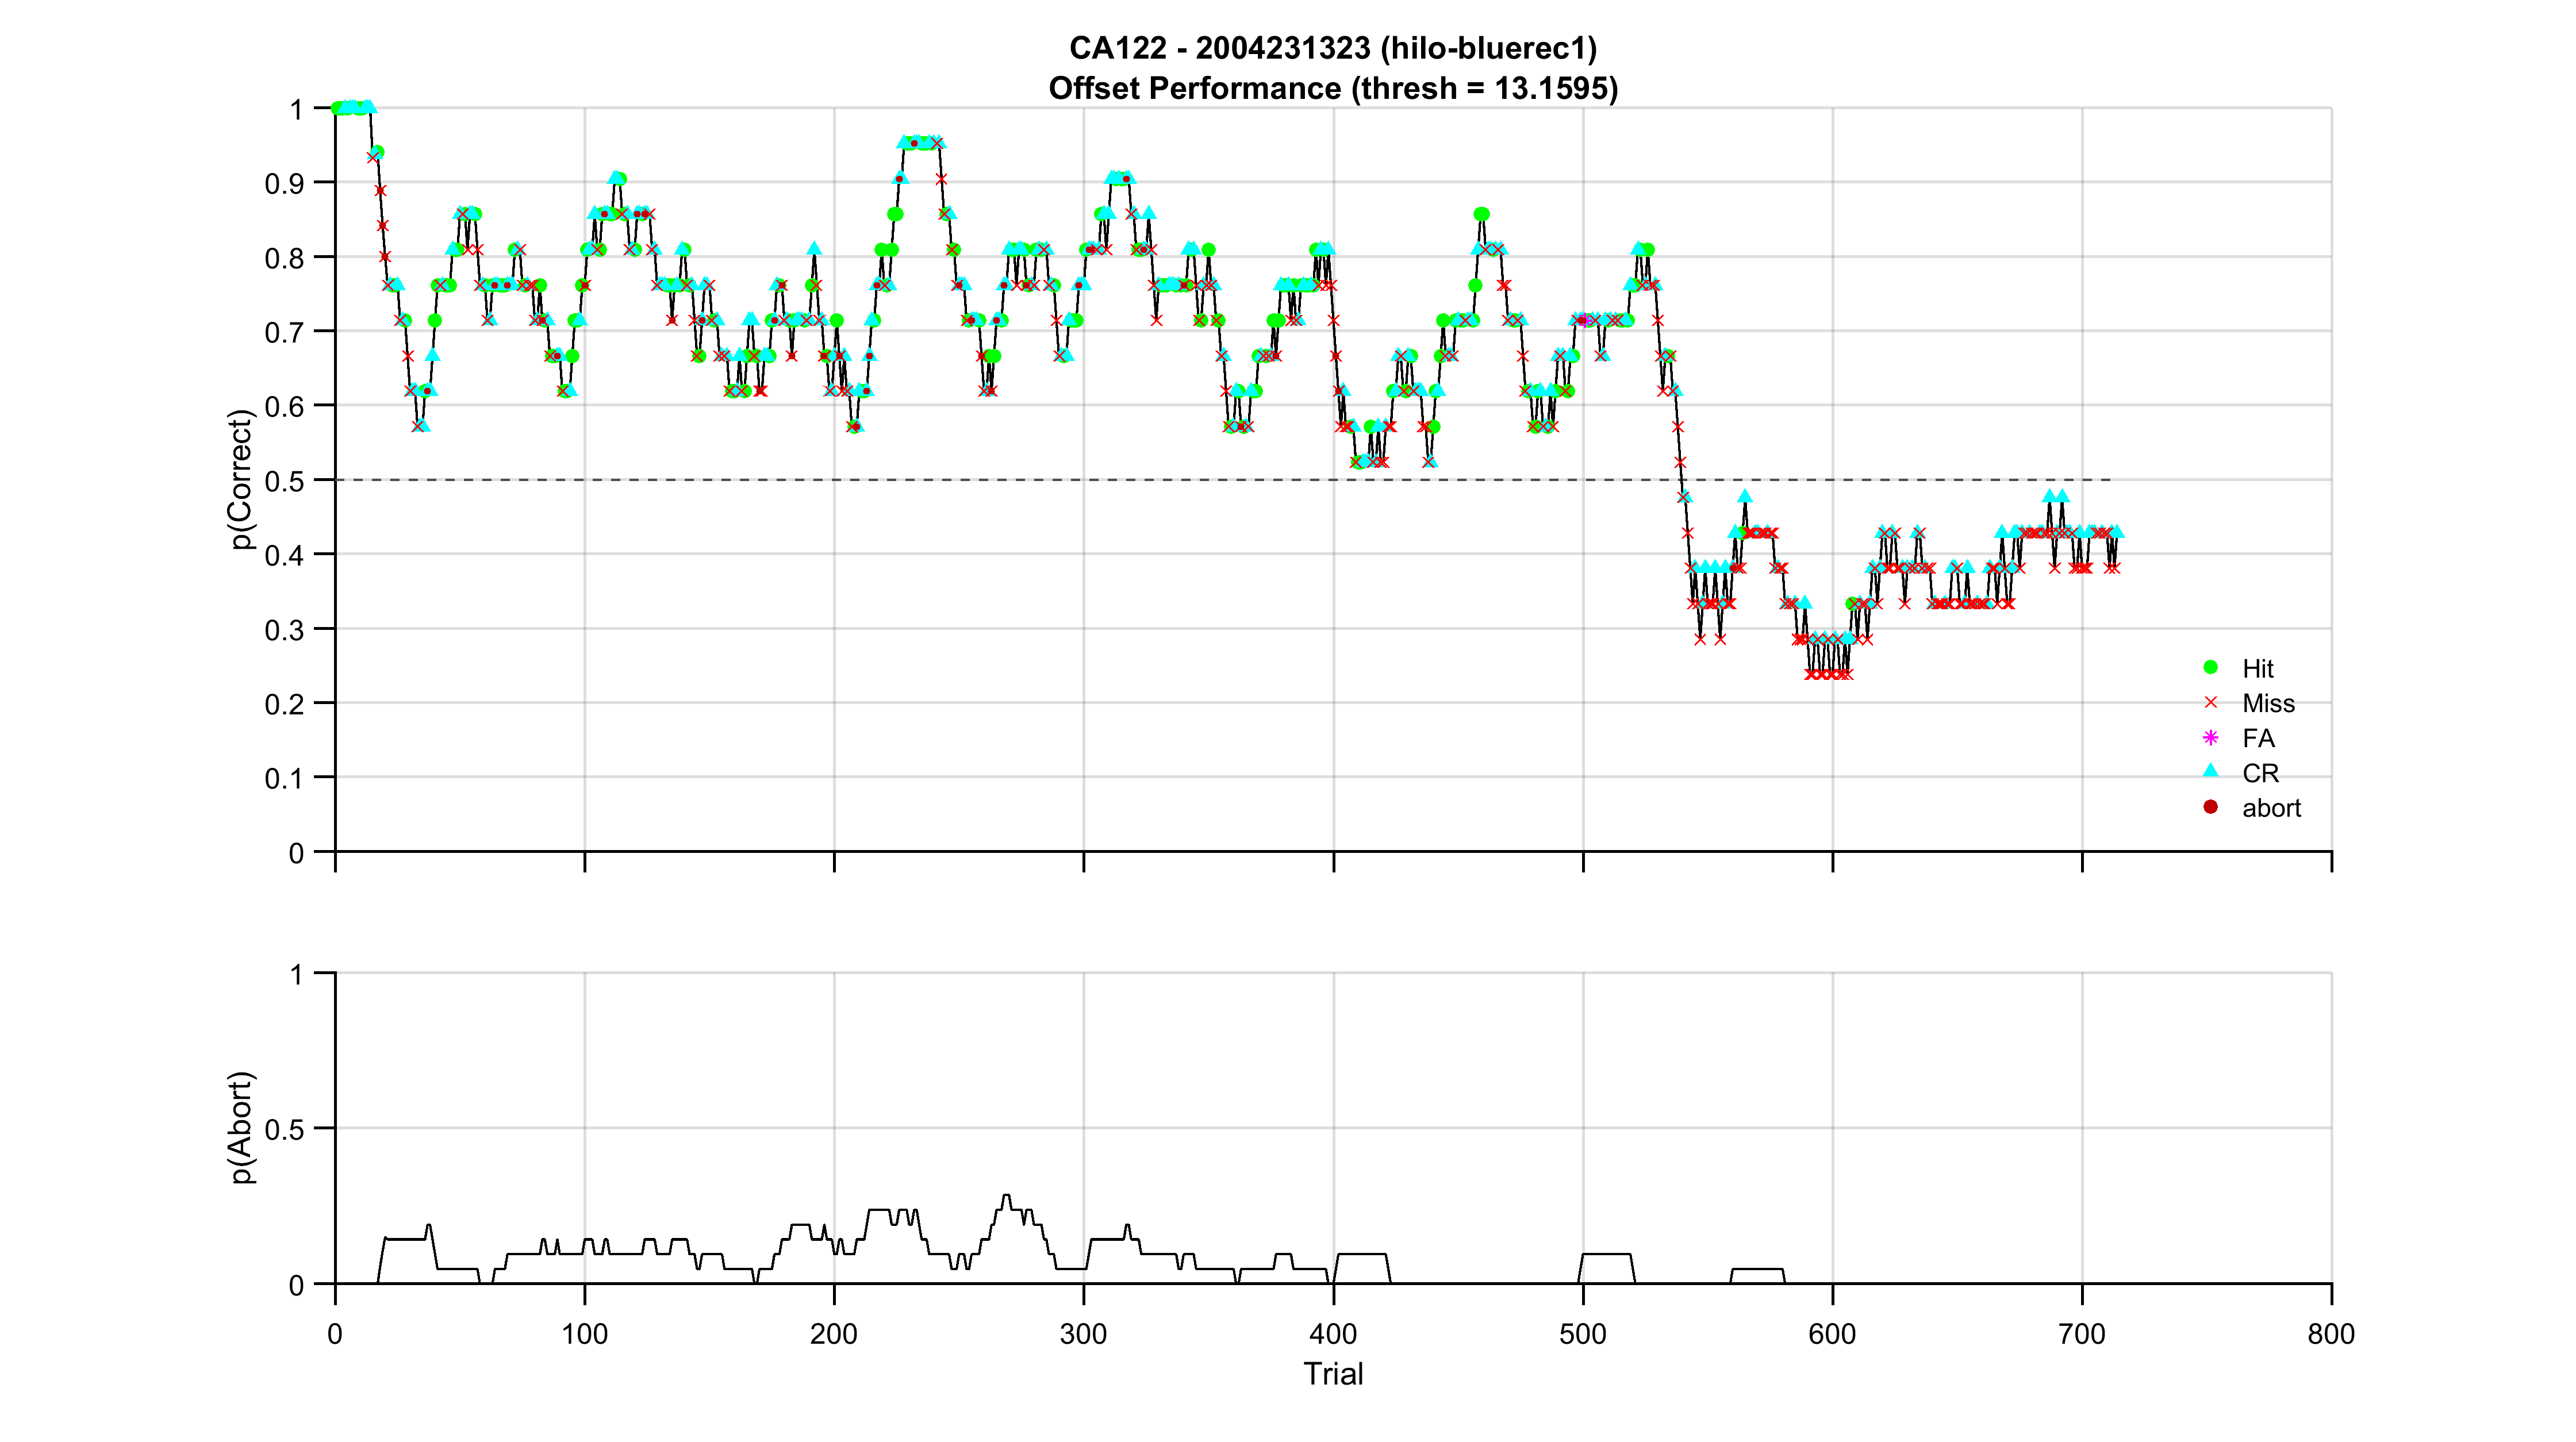 CA122 - 2004231323 (hilo-bluerec1)
Offset Performance (thresh = 13.1595)
p(Correct)
1
0.9
0.8
0.7
0.6
0.5
0.4
0.3
0.2
0.1
0
Hit
Miss
FA
CR
abort
p(Abort)
1
0.5
0
0 100 200 300 400 500 600 700 800
Trial